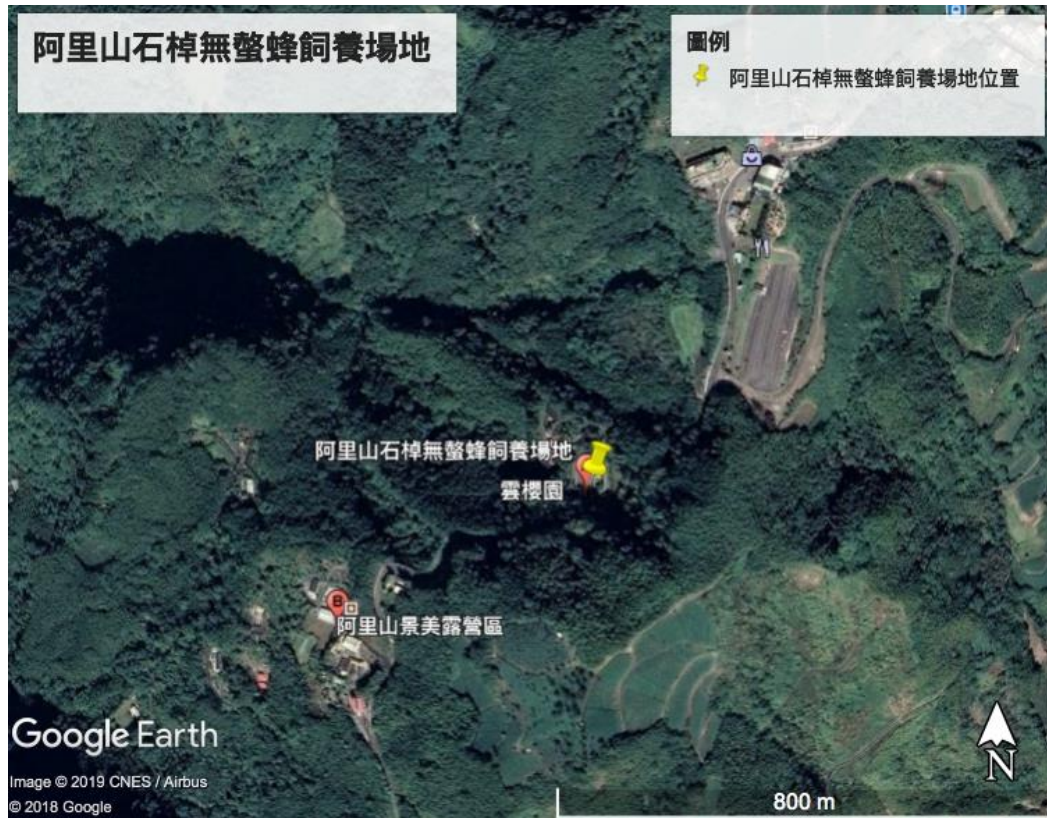 阿里山石棹無螫蜂飼養場地
圖例
阿里山石棹無螫蜂飼養場地位置
阿里山石棹無螫蜂飼養場地
雲櫻園
B
阿里山景美露營區
Google Earth
Image © 2019 CNES / Airbus
© 2018 Google
N
800 m